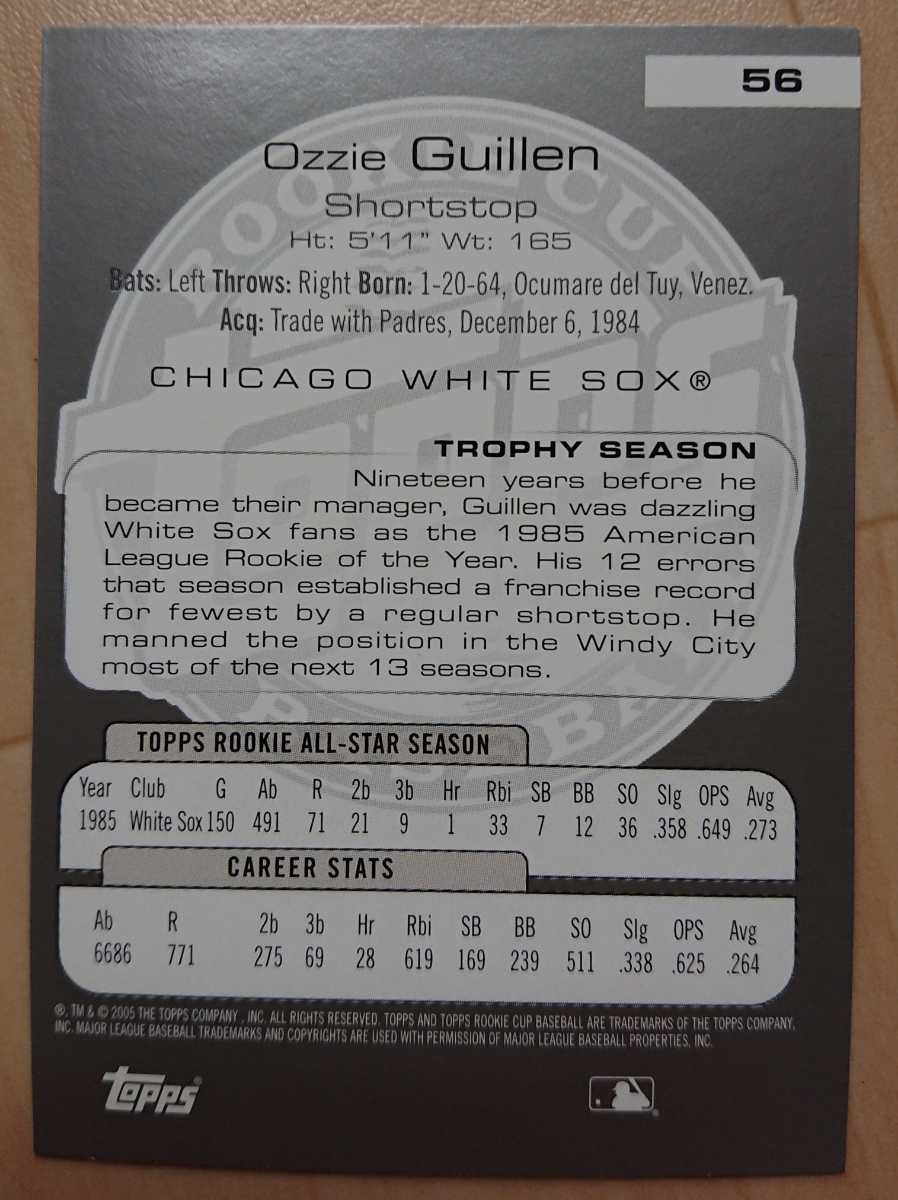 56
Ozzie Guillen
Shortstop
Ht: 5'11" Wt: 165
Bats: Left Throws: Right Born: 1-20-64, Ocumare del Tuy, Venez.
Acq: Trade with Padres, December 6, 1984
CHICAGO WHITE SOX®
TROPHY SEASON
Nineteen years before he
became their manager, Guillen was dazzling
White Sox fans as the 1985 American
League Rookie of the Year. His 12 errors
that season established a franchise record
for fewest by a regular shortstop. He
manned the position in the Windy City
most of the next 13 seasons.
TOPPS ROOKIE ALL-STAR SEASON
Year Club G Ab R 2b 3b Hr Rbi SB BB SO Slg OPS Avg
1985 White Sox 150 491 71 21 9 1 33 7 12 36 .358 .649 .273
CAREER STATS
Ab R 2b 3b Hr Rbi SB BB SO Slg OPS Avg
6686 771 275 69 28 619 169 239 511 .338 .625 .264
®, TM & © 2005 THE TOPPS COMPANY, INC. ALL RIGHTS RESERVED. TOPPS AND TOPPS ROOKIE CUP BASEBALL ARE TRADEMARKS OF THE TOPPS COMPANY,
INC. MAJOR LEAGUE BASEBALL TRADEMARKS AND COPYRIGHTS ARE USED WITH PERMISSION OF MAJOR LEAGUE BASEBALL PROPERTIES, INC.
Topps®
ROOKIE CUP
TOPPS
BASEBALL